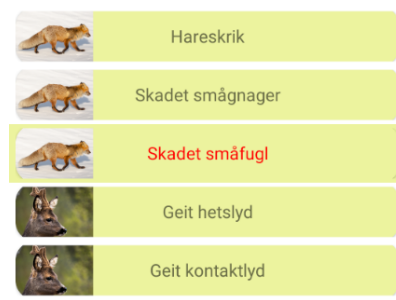 Hareskrik
Skadet smågnager
Skadet småfugl
Geit hetslyd
Geit kontaktlyd